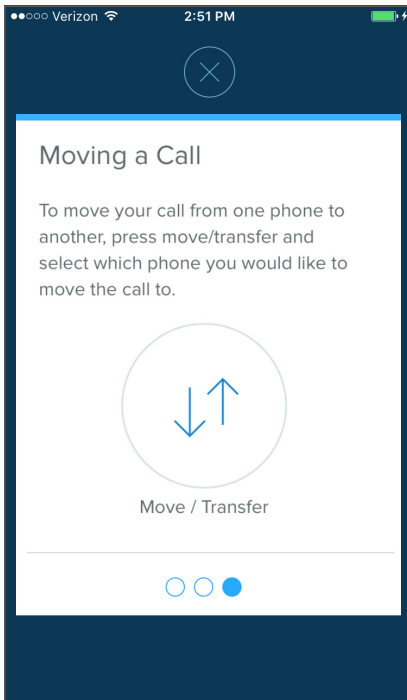 Verizon 2:51 PM
Moving a Call
To move your call from one phone to
another, press move/transfer and
select which phone you would like to
move the call to.
Move / Transfer